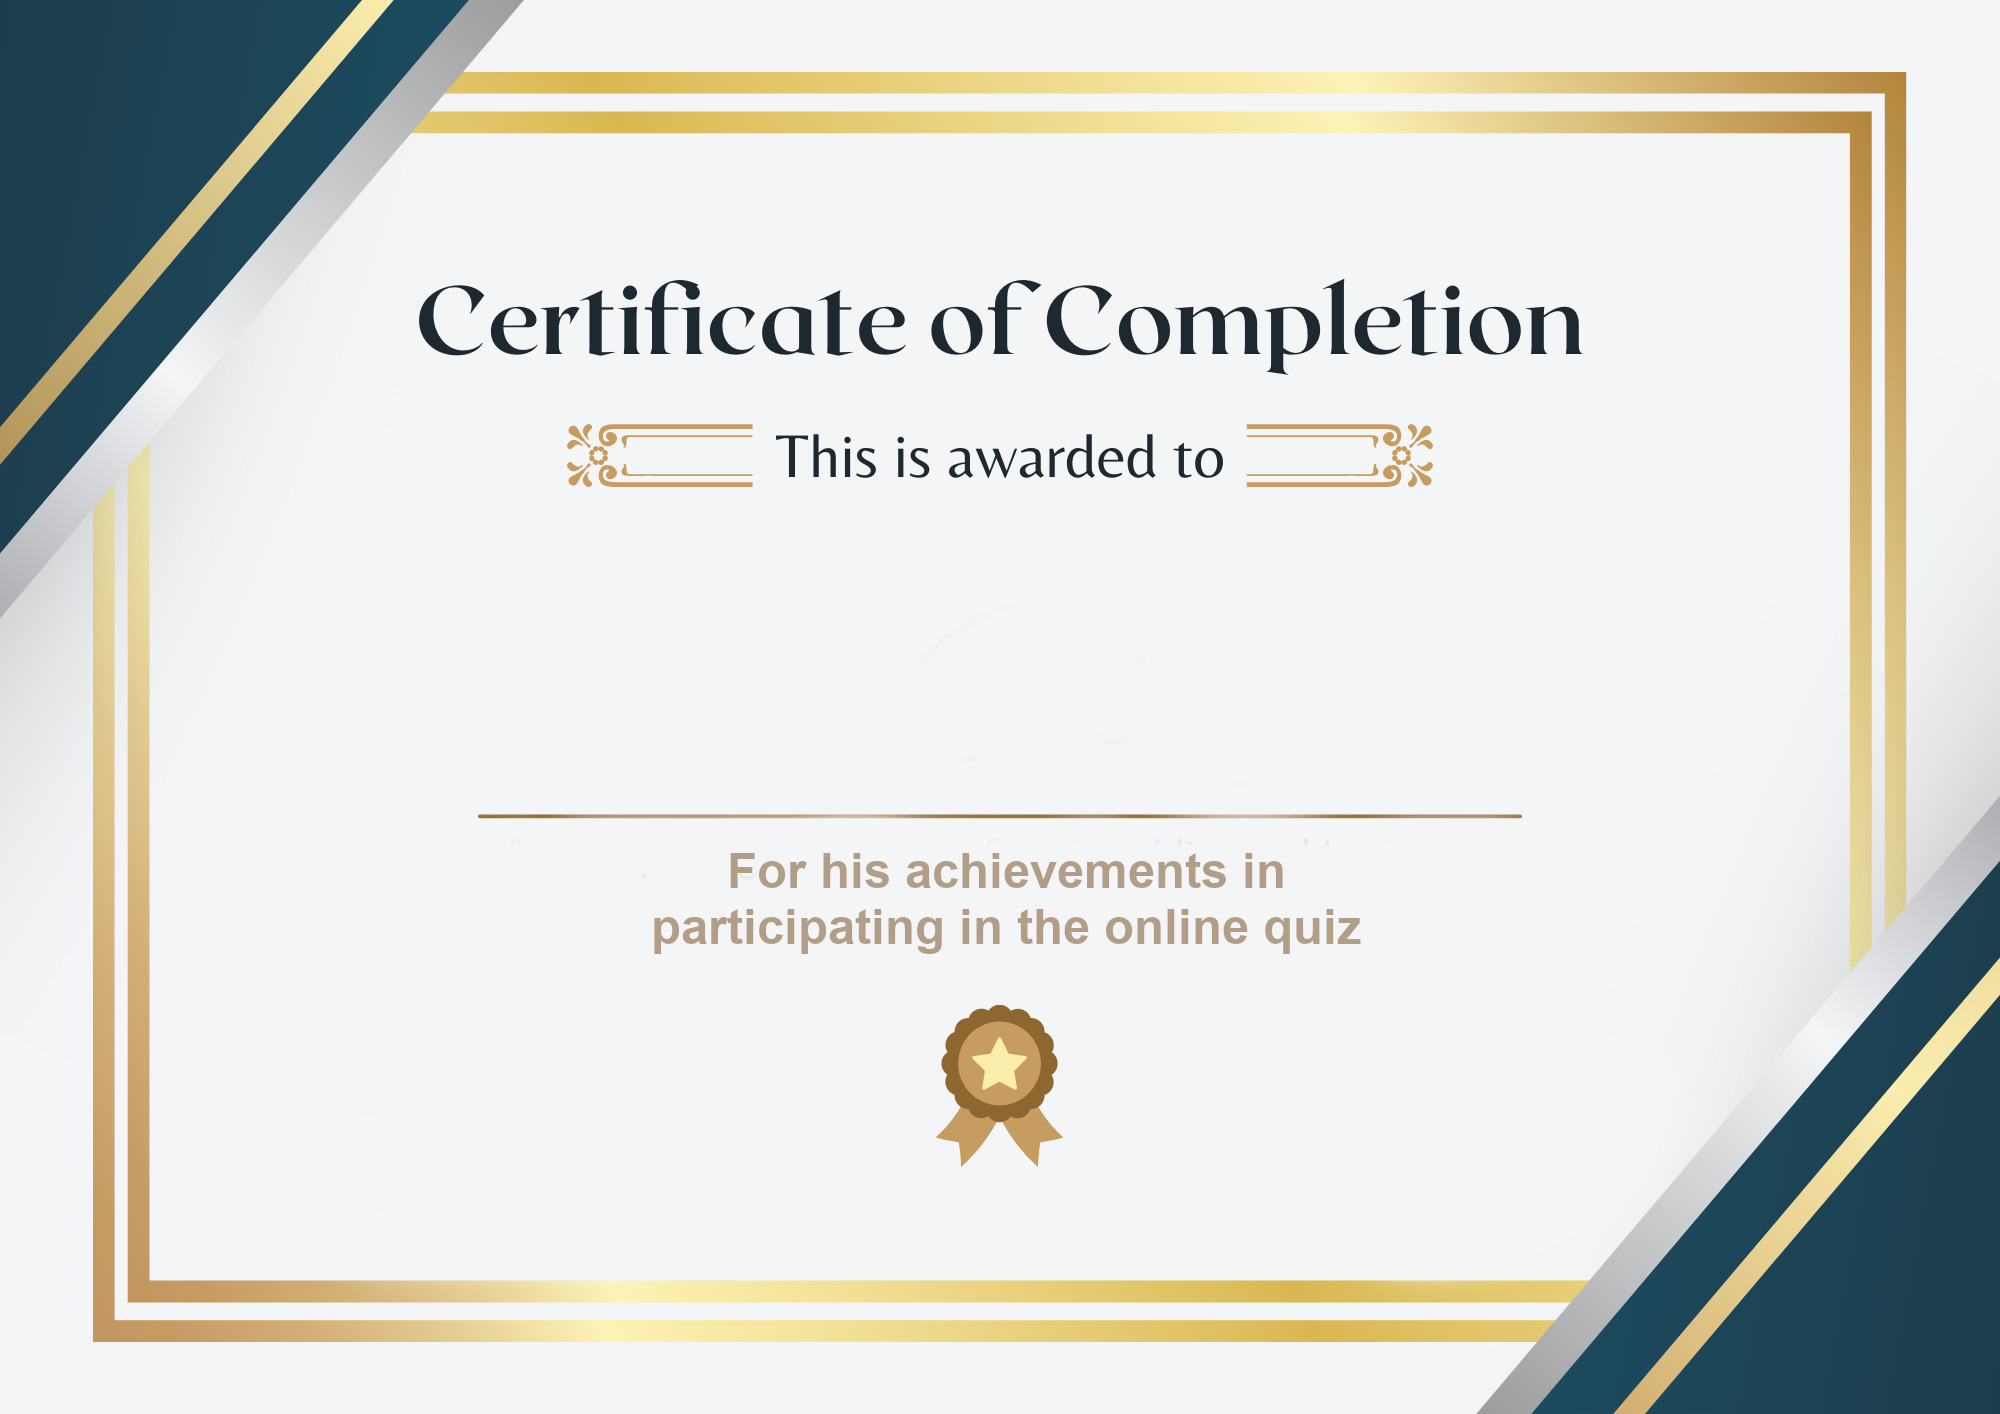 Certificate of Completion
This is awarded to
For his achievements in
participating in the online quiz